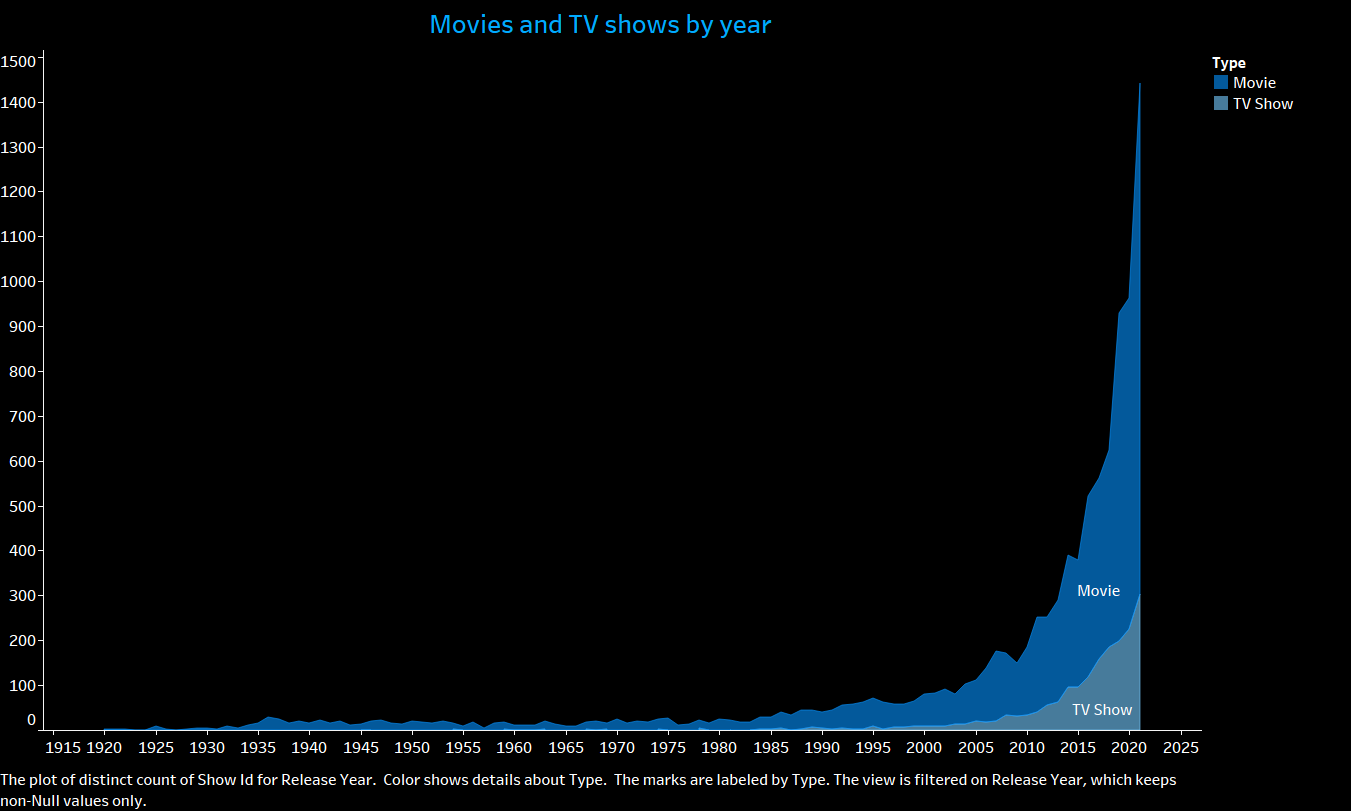 Movies and TV shows by year
Type
Movie
TV Show
1500
1400
1300
1200
1100
1000
900
800
700
600
500
400
300
200
100
0
Movie
TV Show
1915 1920 1925 1930 1935 1940 1945 1950 1955 1960 1965 1970 1975 1980 1985 1990 1995 2000 2005 2010 2015 2020 2025
The plot of distinct count of Show Id for Release Year.  Color shows details about Type.  The marks are labeled by Type. The view is filtered on Release Year, which keeps
non-Null values only.